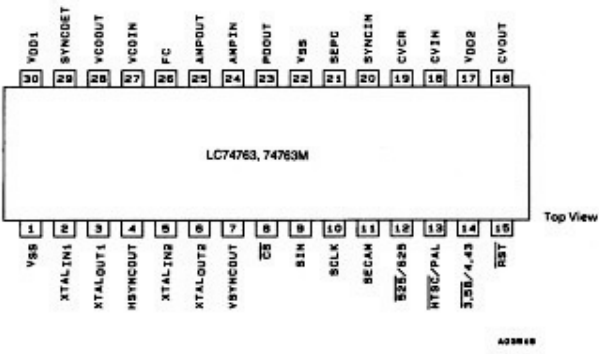 VDD1
SYNCDET
VCOOUT
VCOIN
FC
AMPOUT
AMPIN
PDOUT
VSS
SEPC
SYNCIN
CVCR
CVIN
VDD2
CVOUT
30 29 28 27 26 25 24 23 22 21 20 19 18 17 16
LC74763, 74763M
Top View
1 2 3 4 5 6 7 8 9 10 11 12 13 14 15
VSS
XTALIN1
XTALOUT1
HSYNCOUT
XTALIN2
XTALOUT2
VSYNCOUT
CS
SIN
SCLK
SECAM
525/625
NTSC/PAL
3.58/4.43
RST